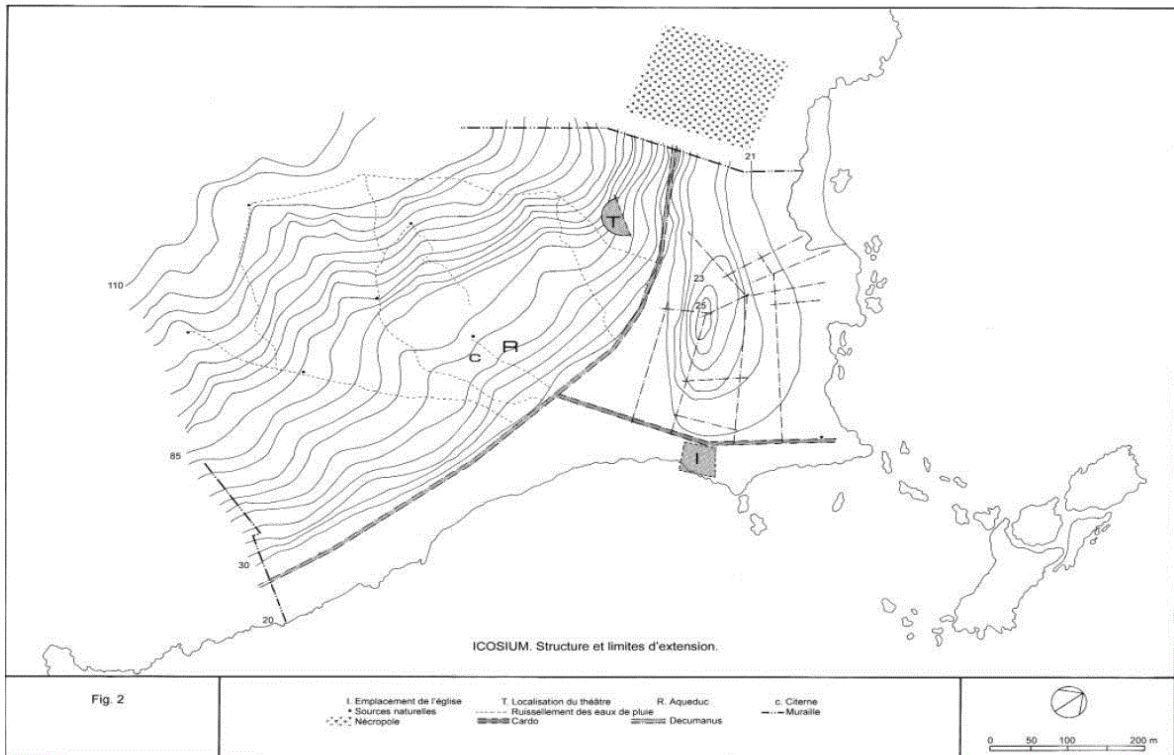 21
T
23
110
25
R
C
85
I
30
20
ICOSIUM. Structure et limites d'extension.
Fig. 2
I. Emplacement de l'église T. Localisation du théâtre R. Aqueduc c. Citerne
Sources naturelles Ruissellement des eaux de pluie Muraille
Nécropole Cardo Decumanus
0 50 100 200 m